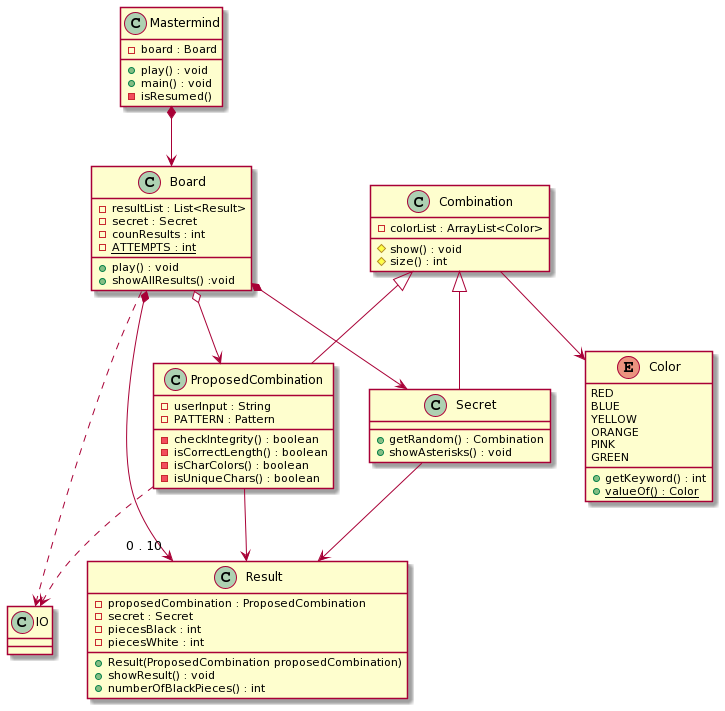 C Mastermind
board : Board
play() : void
main() : void
isResumed()
C Board
resultList : List<Result>
secret : Secret
counResults : int
ATTEMPTS : int
play() : void
showAllResults() :void
C Combination
colorList : ArrayList<Color>
show() : void
size() : int
C ProposedCombination
userInput : String
PATTERN : Pattern
checkIntegrity() : boolean
isCorrectLength() : boolean
isCharColors() : boolean
isUniqueChars() : boolean
C Secret
getRandom() : Combination
showAsterisks() : void
E Color
RED
BLUE
YELLOW
ORANGE
PINK
GREEN
getKeyword() : int
valueOf() : Color
0 . 10
C IO
C Result
proposedCombination : ProposedCombination
secret : Secret
piecesBlack : int
piecesWhite : int
Result(ProposedCombination proposedCombination)
showResult() : void
numberOfBlackPieces() : int